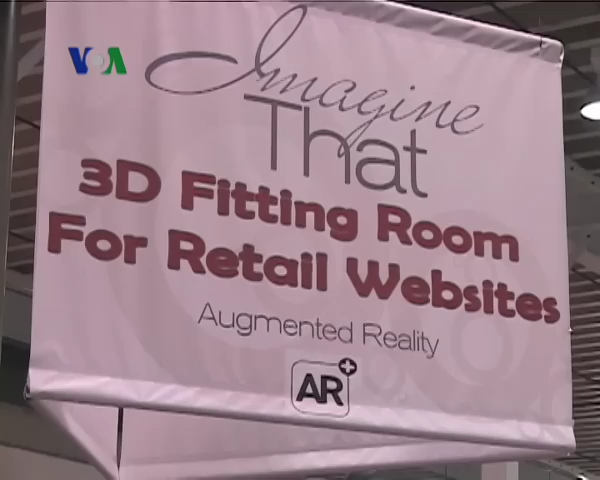 VOA
Imagine
That
3D Fitting Room
For Retail Websites
Augmented Reality
AR+